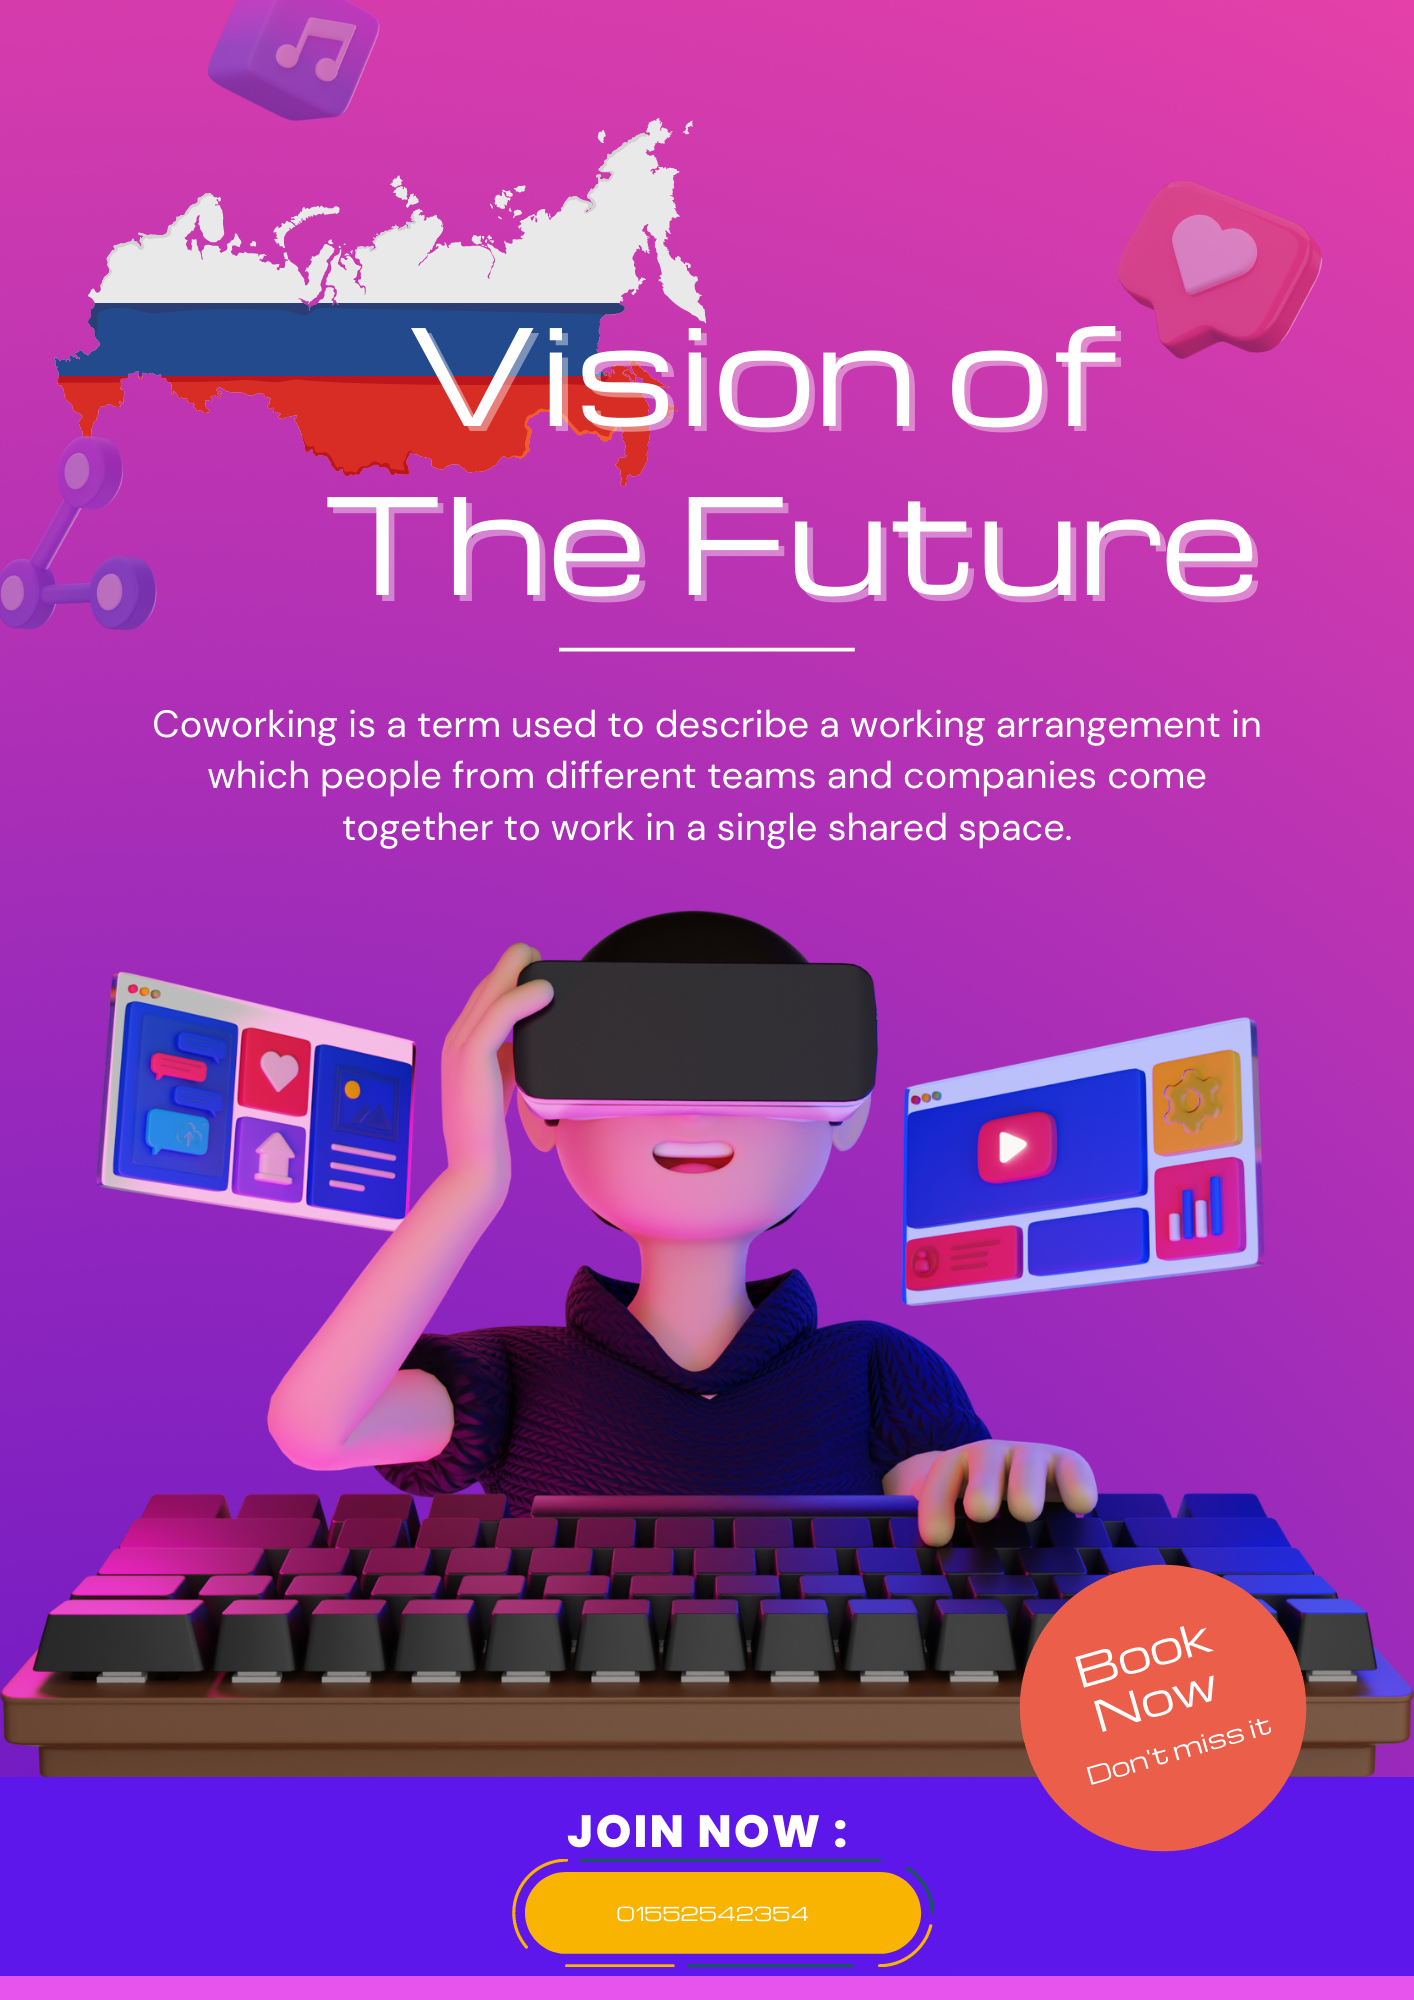 Vision of
The Future
Coworking is a term used to describe a working arrangement in
which people from different teams and companies come
together to work in a single shared space.
Book
Now
Don't miss it
JOIN NOW :
01552542354